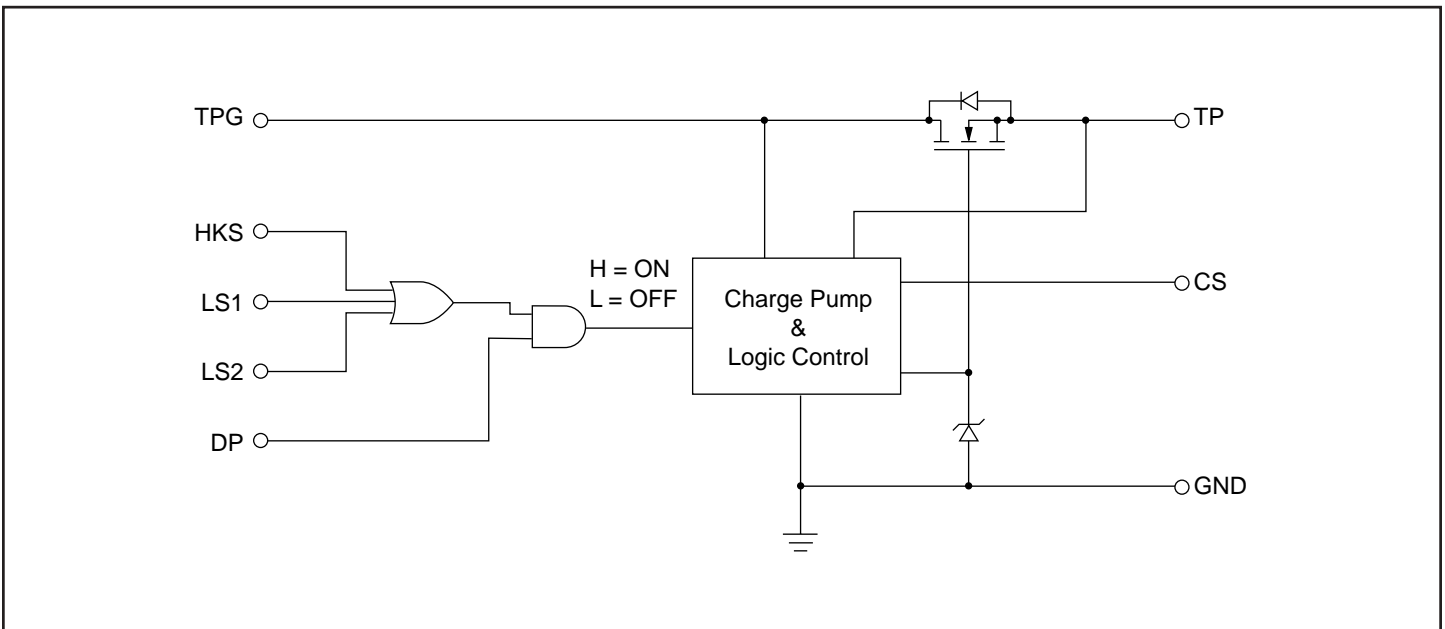 TPG
TP
HKS
H = ON
L = OFF
LS1
LS2
DP
Charge Pump
&
Logic Control
CS
GND